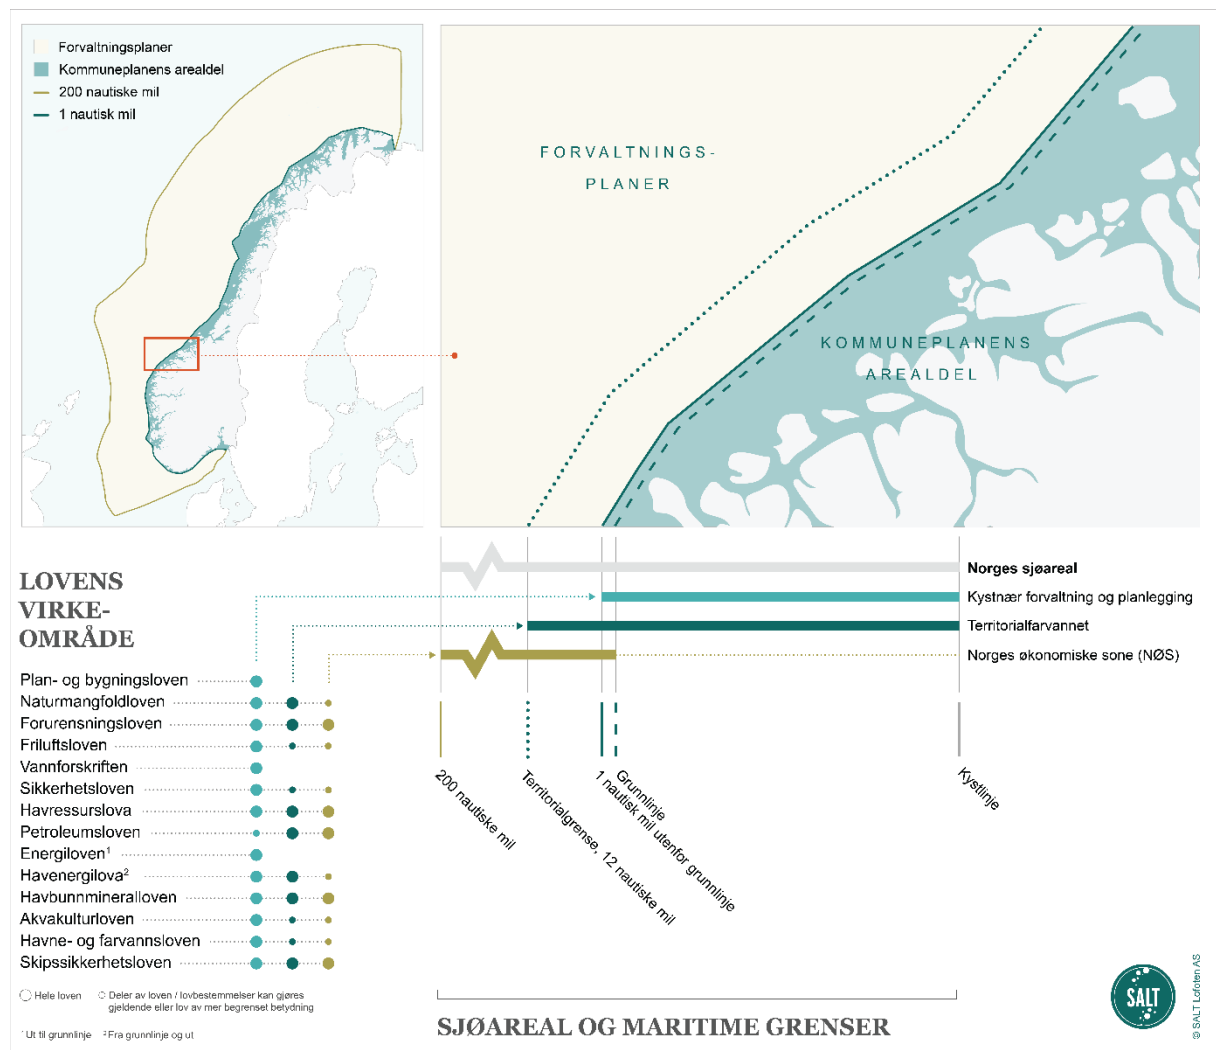 Forvaltningsplaner
Kommuneplanens arealdel
200 nautiske mil
1 nautisk mil
FORVALTNINGS-
PLANER
KOMMUNEPLANENS
AREALDEL
LOVENS
VIRKE-
OMRÅDE
Norges sjøareal
Kystnær forvaltning og planlegging
Territorialfarvannet
Norges økonomiske sone (NØS)
Plan- og bygningsloven
Naturmangfoldloven
Forurensningsloven
Friluftsloven
Vannforskriften
Sikkerhetsloven
Havressurslova
Petroleumsloven
Energiloven¹
Havenergilova²
Havbunnmineralloven
Akvakulturloven
Havne- og farvannsloven
Skipssikkerhetsloven
200 nautiske mil
Territorialgrense, 12 nautiske mil
1 nautisk mil utenfor grunnlinje
Grunnlinje
Kystlinje
Hele loven
Deler av loven / lovbestemmelser kan gjøres
gjeldende eller lov av mer begrenset betydning
¹ Ut til grunnlinje ² Fra grunnlinje og ut
SJØAREAL OG MARITIME GRENSER
SALT
© SALT Lofoten AS